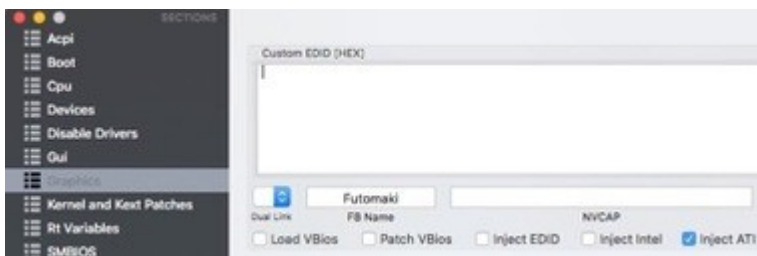 SECTIONS
Acpi
Boot
Cpu
Devices
Disable Drivers
Gui
Graphics
Kernel and Kext Patches
Rt Variables
SMBIOS
Custom EDID [HEX]
Futomaki
Dual Link
FB Name
NVCAP
Load VBios
Patch VBios
Inject EDID
Inject Intel
Inject ATI